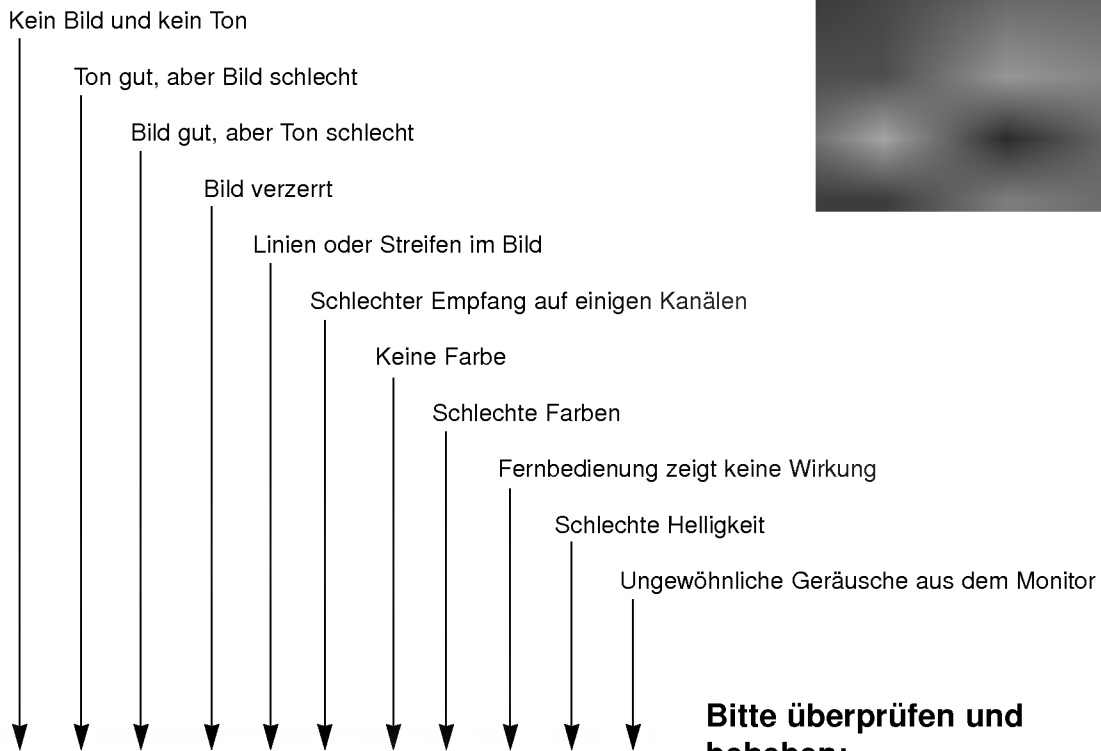 Kein Bild und kein Ton
Ton gut, aber Bild schlecht
Bild gut, aber Ton schlecht
Bild verzerrt
Linien oder Streifen im Bild
Schlechter Empfang auf einigen Kanälen
Keine Farbe
Schlechte Farben
Fernbedienung zeigt keine Wirkung
Schlechte Helligkeit
Ungewöhnliche Geräusche aus dem Monitor
Bitte überprüfen und
beheben: